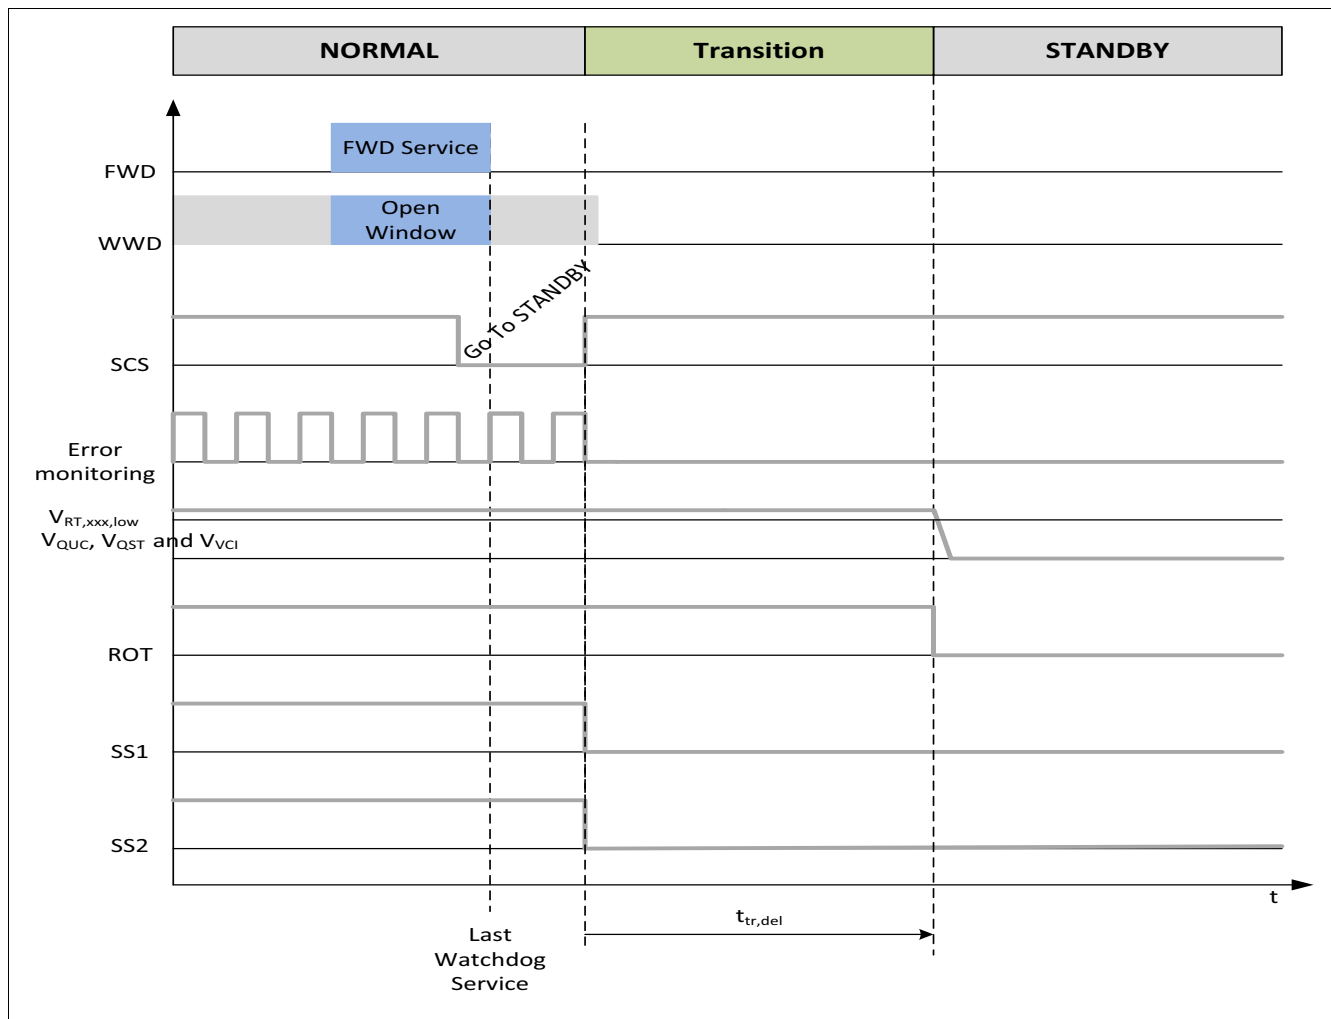 NORMAL
Transition
STANDBY
FWD
FWD Service
WWD
Open
Window
SCS
Go To STANDBY
Error
monitoring
VRT,xxx,low
VQUC, VQST and VVCI
ROT
SS1
SS2
t
ttr,del
Last
Watchdog
Service